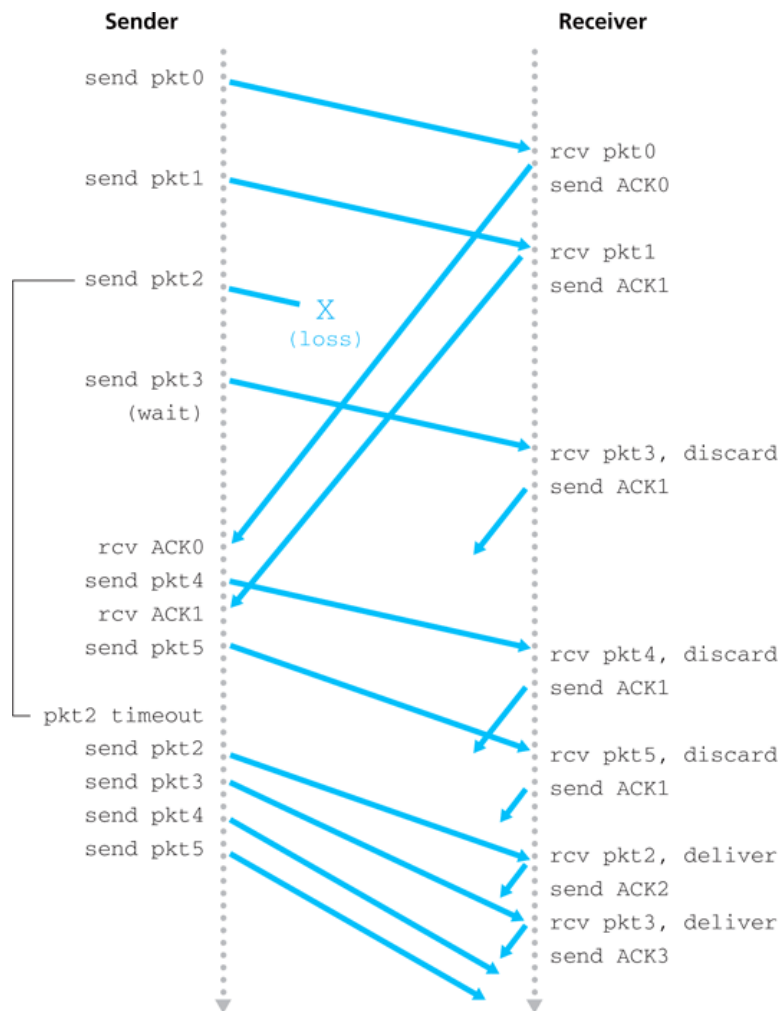 Sender
Receiver
send pkt0
rcv pkt0
send ACK0
send pkt1
rcv pkt1
send ACK1
send pkt2
X
(loss)
send pkt3
(wait)
rcv pkt3, discard
send ACK1
rcv ACK0
send pkt4
rcv ACK1
send pkt5
rcv pkt4, discard
send ACK1
pkt2 timeout
send pkt2
send pkt3
send pkt4
send pkt5
rcv pkt5, discard
send ACK1
rcv pkt2, deliver
send ACK2
rcv pkt3, deliver
send ACK3